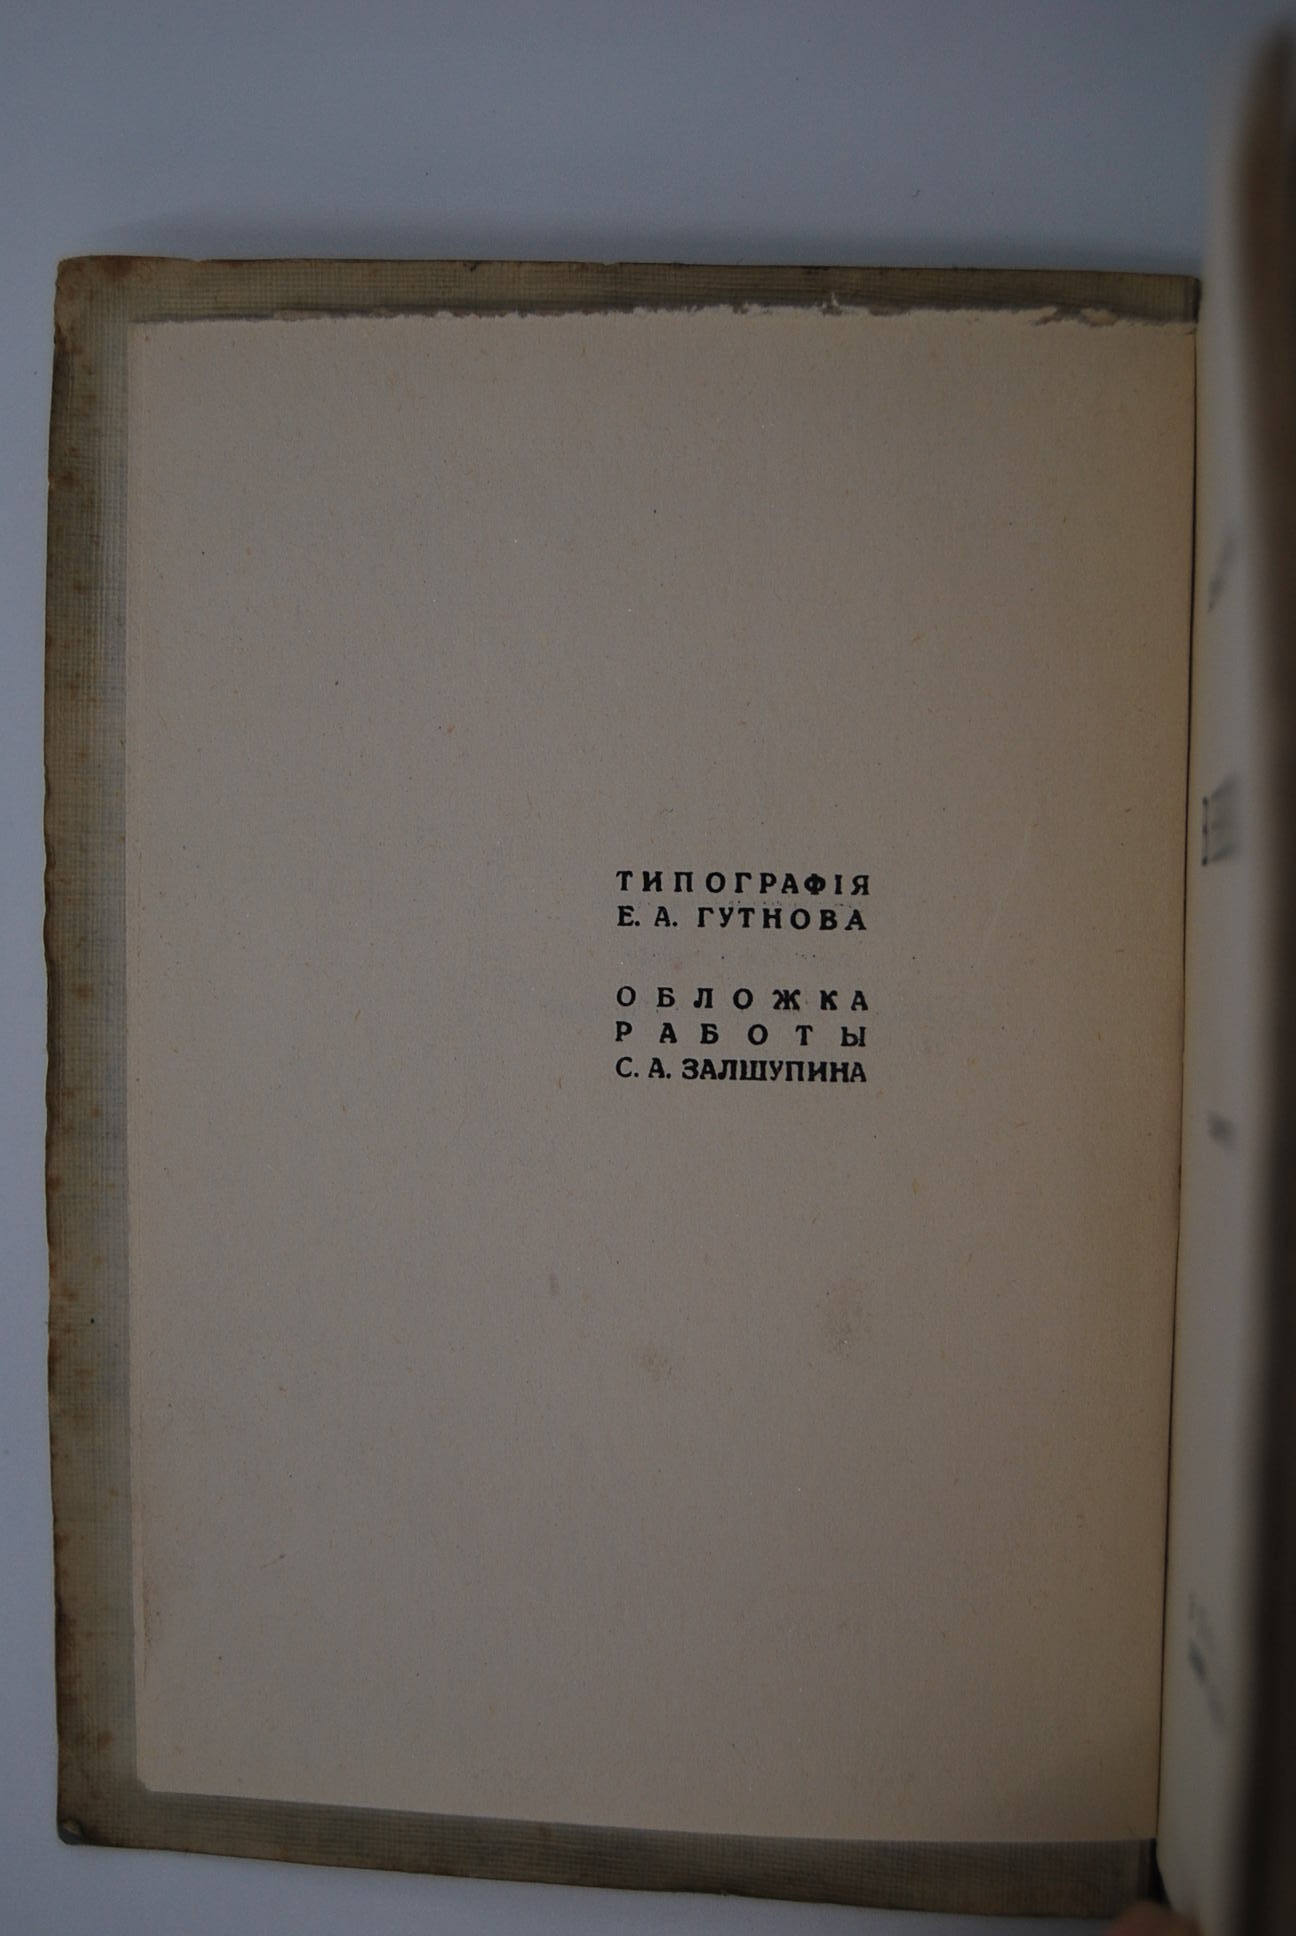 ТИПОГРАФІЯ
Е. А. ГУТНОВА
ОБЛОЖКА
РАБОТЫ
С. А. ЗАЛШУПИНА